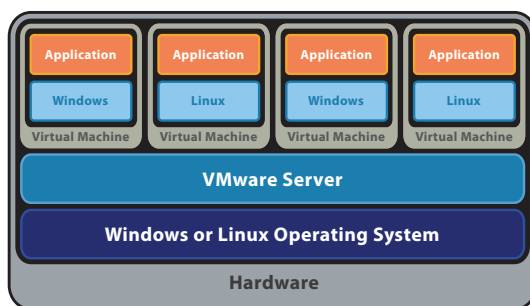 Application Application Application Application
Windows Linux Windows Linux
Virtual Machine Virtual Machine Virtual Machine Virtual Machine
VMware Server
Windows or Linux Operating System
Hardware